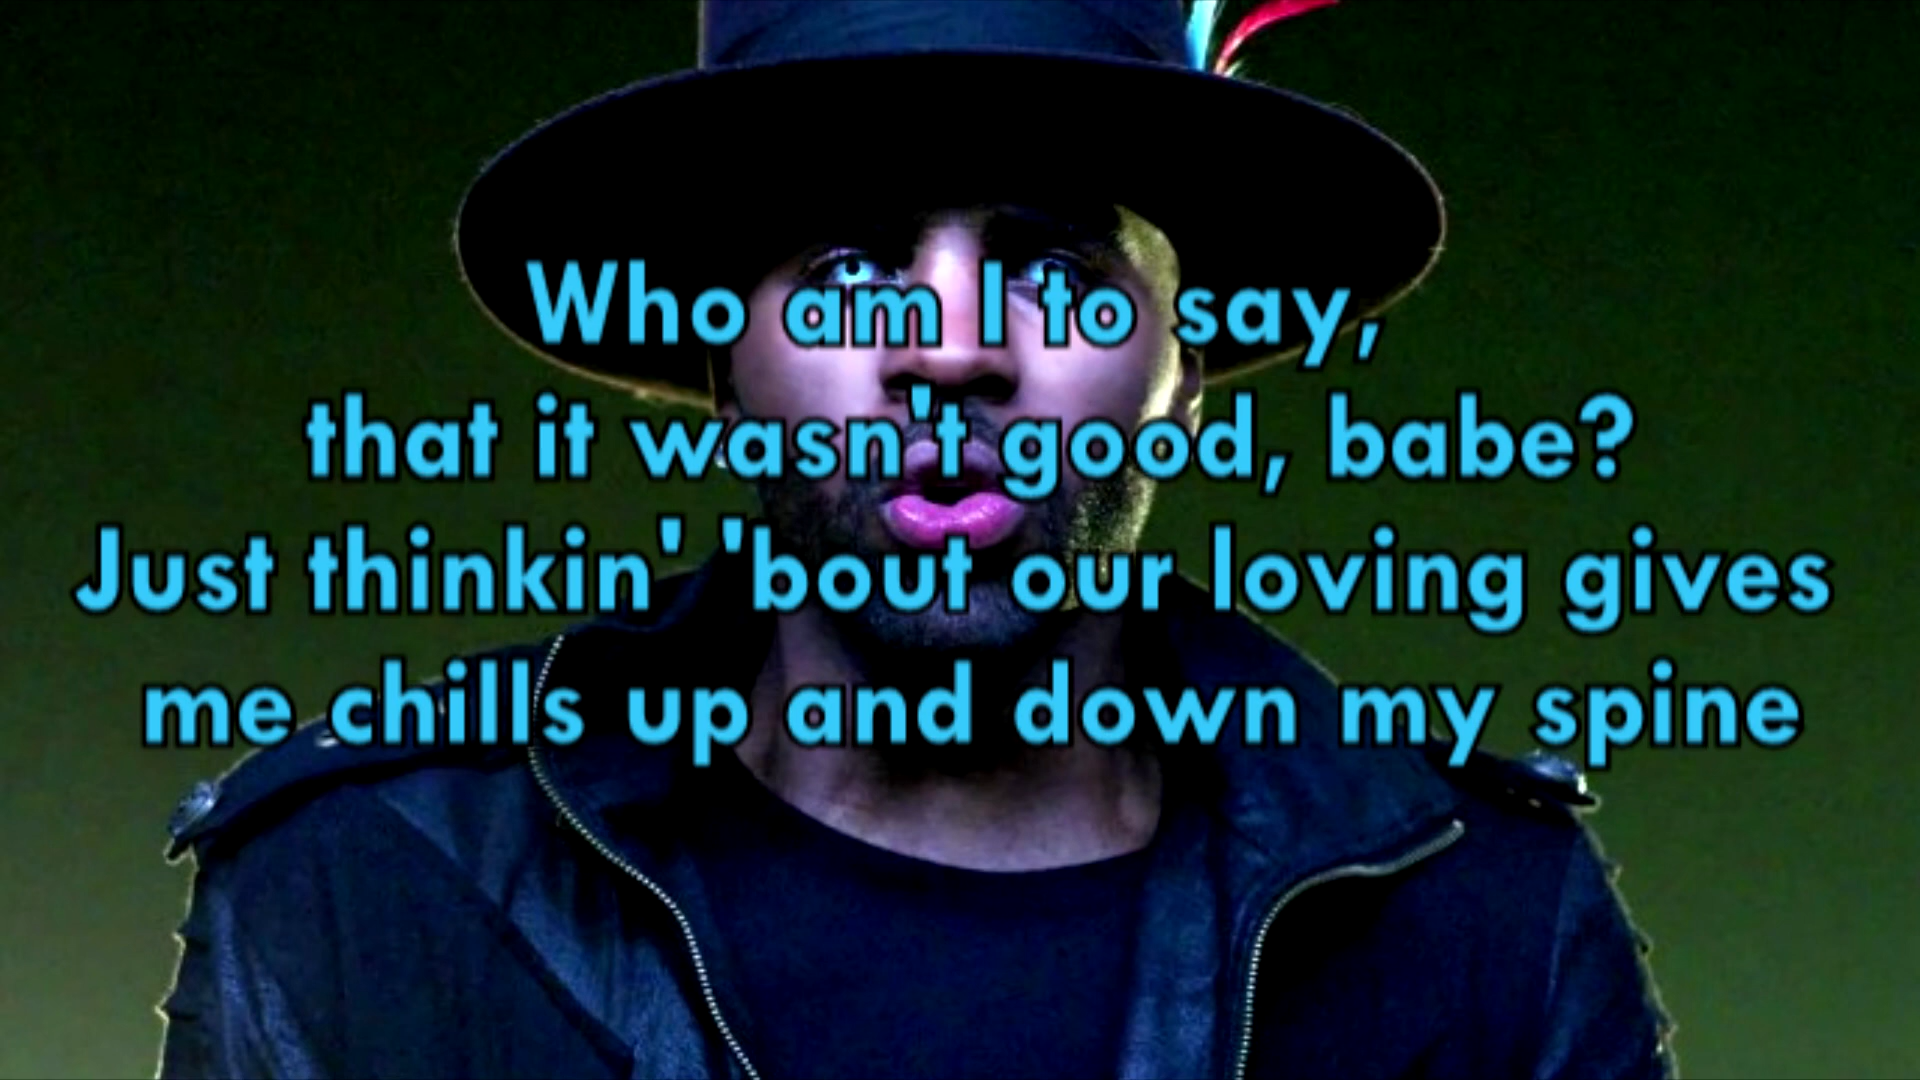 Who am I to say,
that it wasn't good, babe?
Just thinkin' 'bout our loving gives
me chills up and down my spine